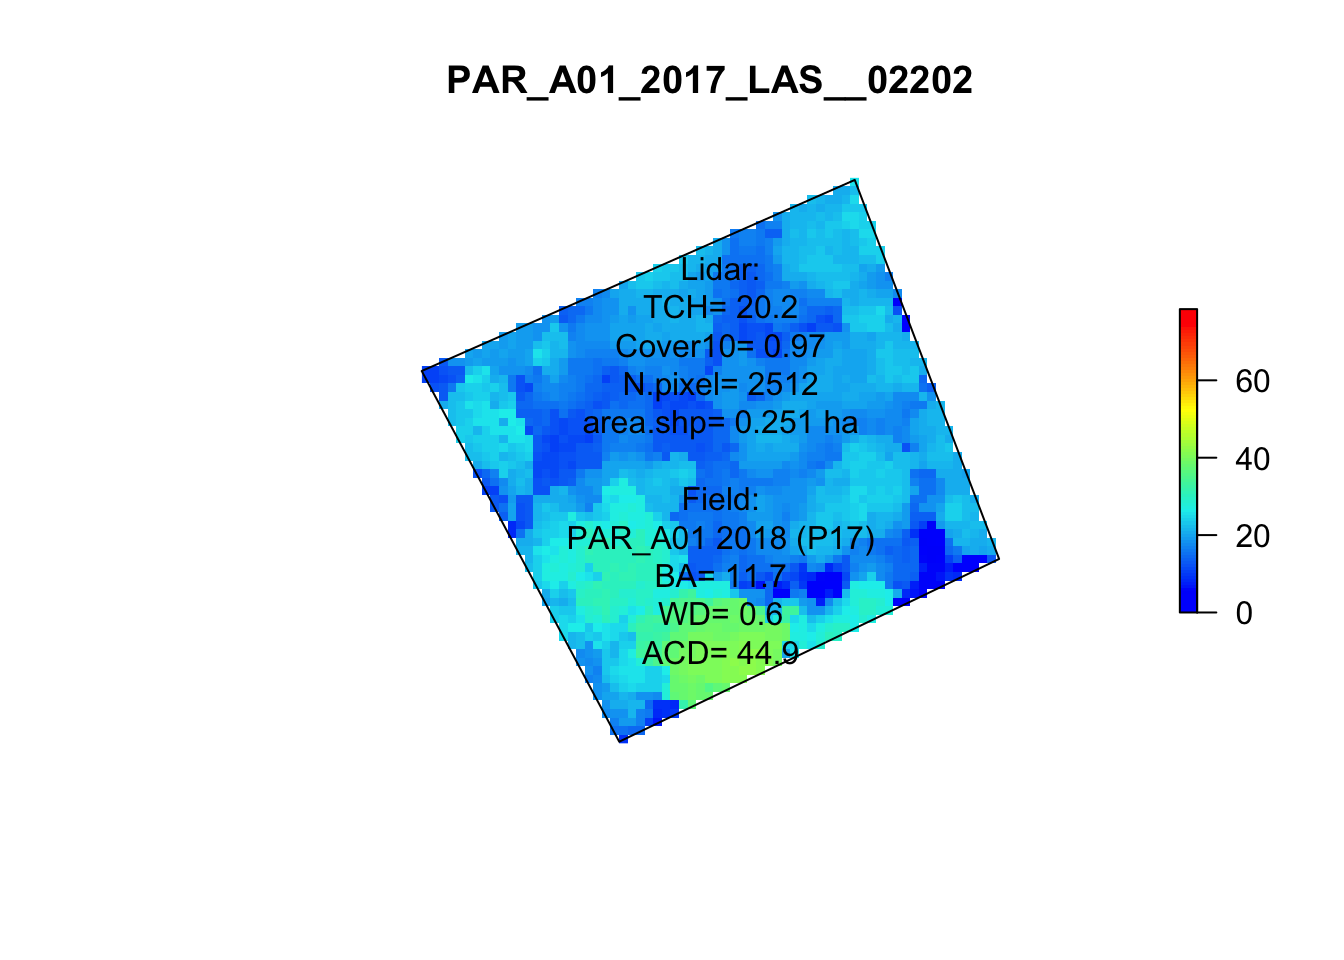 PAR_A01_2017_LAS__02202
Lidar:
TCH= 20.2
Cover10= 0.97
N.pixel= 2512
area.shp= 0.251 ha
Field:
PAR_A01 2018 (P17)
BA= 11.7
WD= 0.6
ACD= 44.9
60
40
20
0